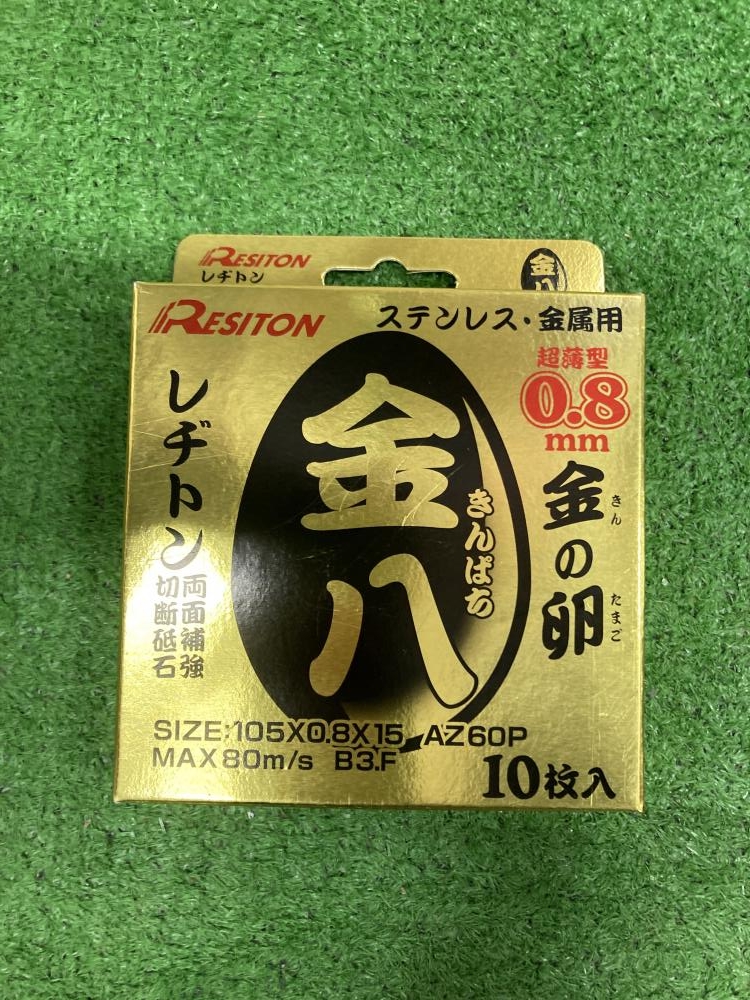 RESITON
レヂトン
金八
RESITON
ステンレス・金属用
超薄型
0.8
mm
金の卵
きん
たまご
金八
きんぱち
レヂトン
両面補強
切断砥石
SIZE:105X0.8X15 AZ60P
MAX80m/s B3.F
10枚入